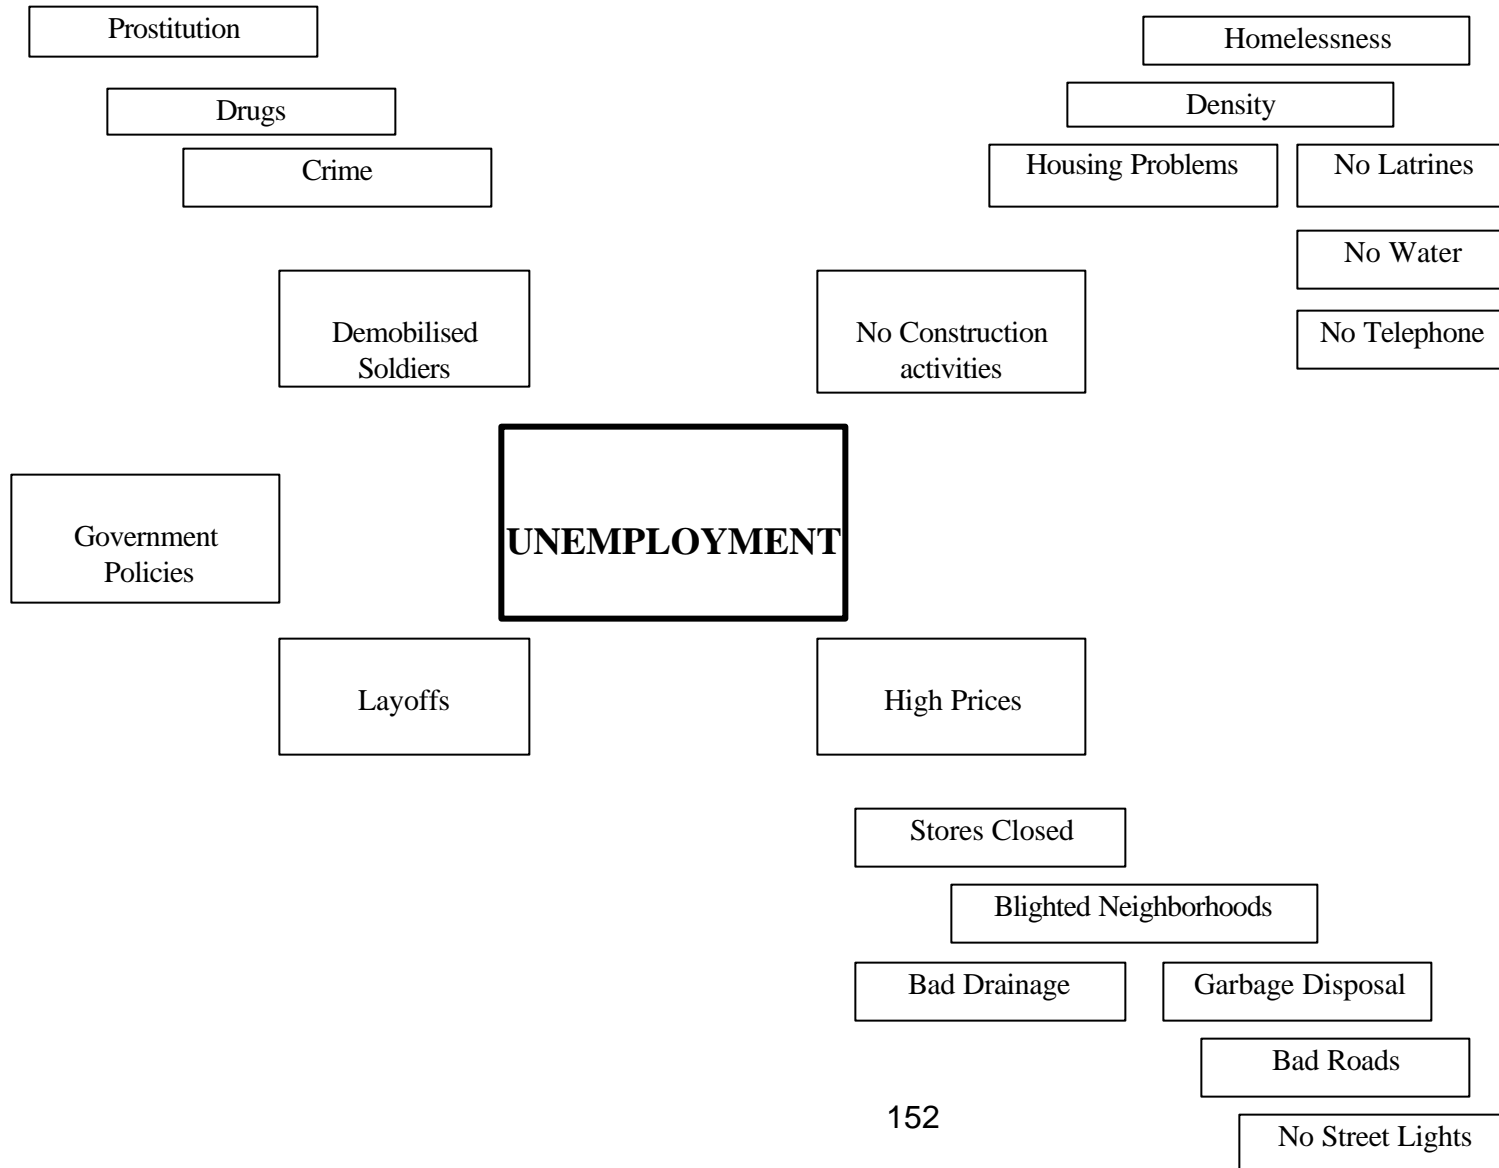 Prostitution
Homelessness
Drugs
Density
Crime
Housing Problems
No Latrines
No Water
Demobilised
Soldiers
No Construction
activities
No Telephone
Government
Policies
UNEMPLOYMENT
Layoffs
High Prices
Stores Closed
Blighted Neighborhoods
Bad Drainage
Garbage Disposal
Bad Roads
152
No Street Lights